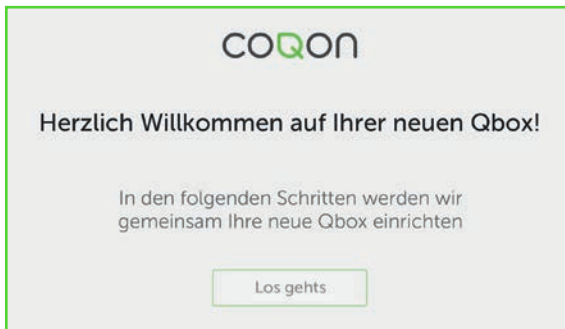 COQON
Herzlich Willkommen auf Ihrer neuen Qbox!
In den folgenden Schritten werden wir
gemeinsam Ihre neue Qbox einrichten
Los gehts